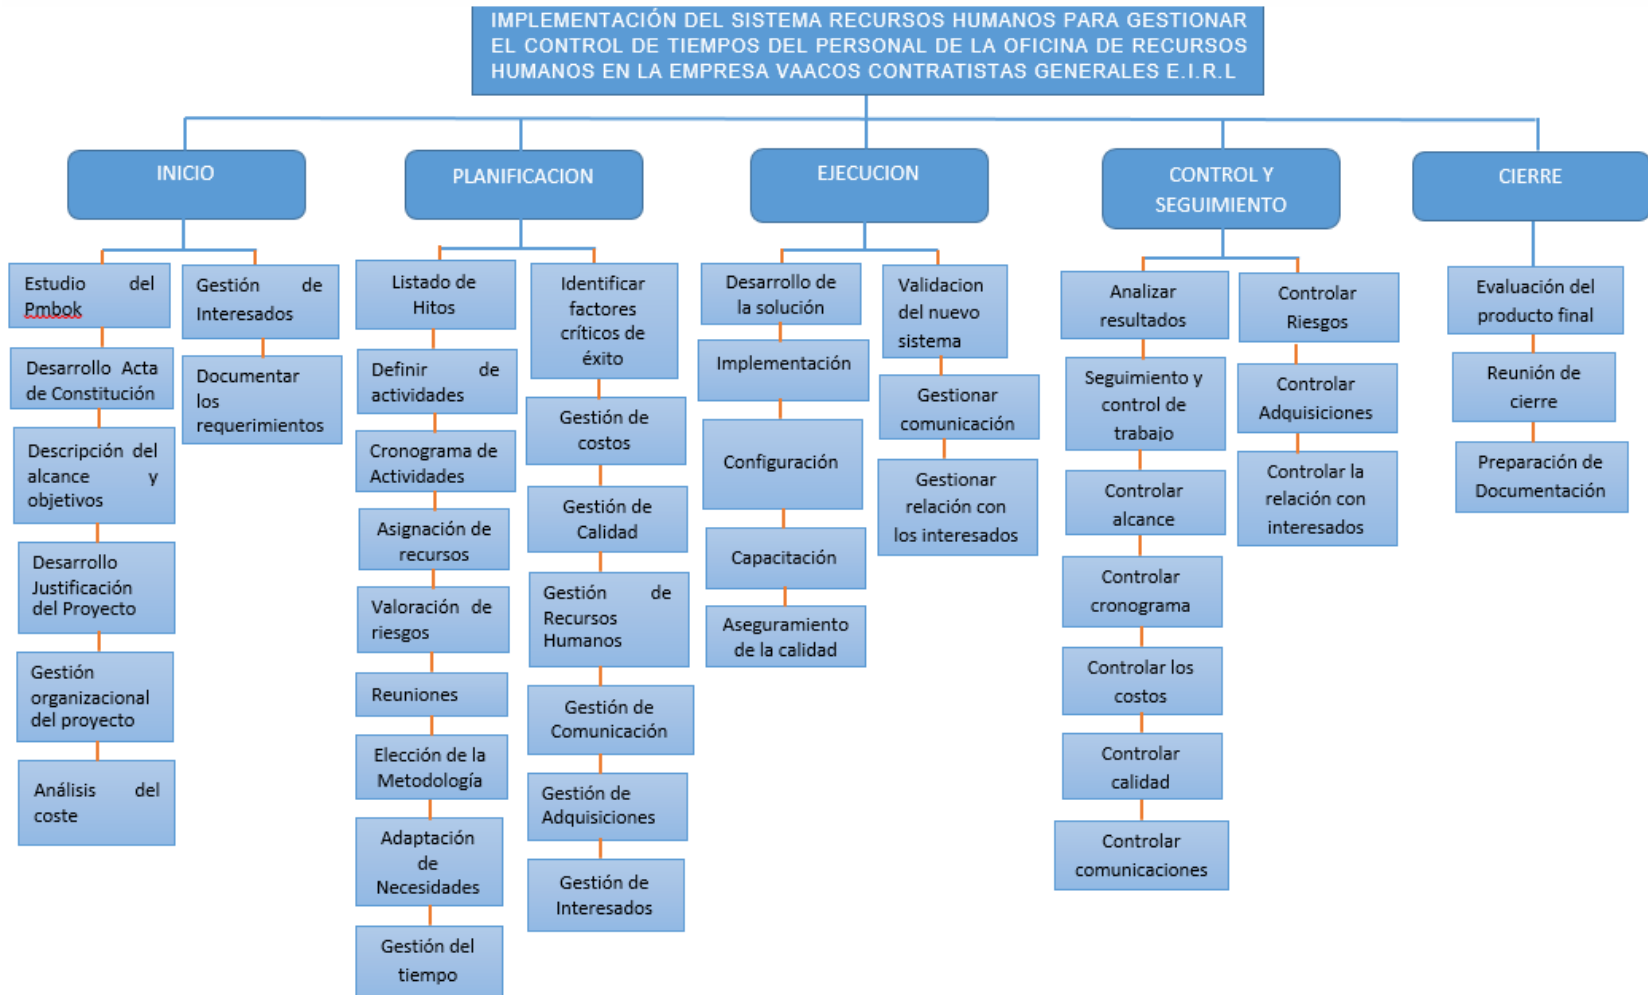 IMPLEMENTACIÓN DEL SISTEMA RECURSOS HUMANOS PARA GESTIONAR
EL CONTROL DE TIEMPOS DEL PERSONAL DE LA OFICINA DE RECURSOS
HUMANOS EN LA EMPRESA VAACOS CONTRATISTAS GENERALES E.I.R.L
INICIO
Estudio del
Pmbok
Desarrollo Acta
de Constitución
Descripción del
alcance y
objetivos
Desarrollo
Justificación
del Proyecto
Gestión
organizacional
del proyecto
Análisis del
coste
Gestión de
Interesados
Documentar
los
requerimientos
PLANIFICACION
Listado de
Hitos
Definir de
actividades
Cronograma de
Actividades
Asignación de
recursos
Valoración de
riesgos
Reuniones
Elección de la
Metodología
Adaptación
de
Necesidades
Gestión del
tiempo
Identificar
factores
críticos de
éxito
Gestión de
costos
Gestión de
Calidad
Gestión de
Recursos
Humanos
Gestión de
Comunicación
Gestión de
Adquisiciones
Gestión de
Interesados
EJECUCION
Desarrollo de
la solución
Implementación
Configuración
Capacitación
Aseguramiento
de la calidad
Validacion
del nuevo
sistema
Gestionar
comunicación
Gestionar
relación con
los interesados
CONTROL Y
SEGUIMIENTO
Analizar
resultados
Seguimiento y
control de
trabajo
Controlar
alcance
Controlar
cronograma
Controlar los
costos
Controlar
calidad
Controlar
comunicaciones
Controlar
Riesgos
Controlar
Adquisiciones
Controlar la
relación con
interesados
CIERRE
Evaluación del
producto final
Reunión de
cierre
Preparación de
Documentación